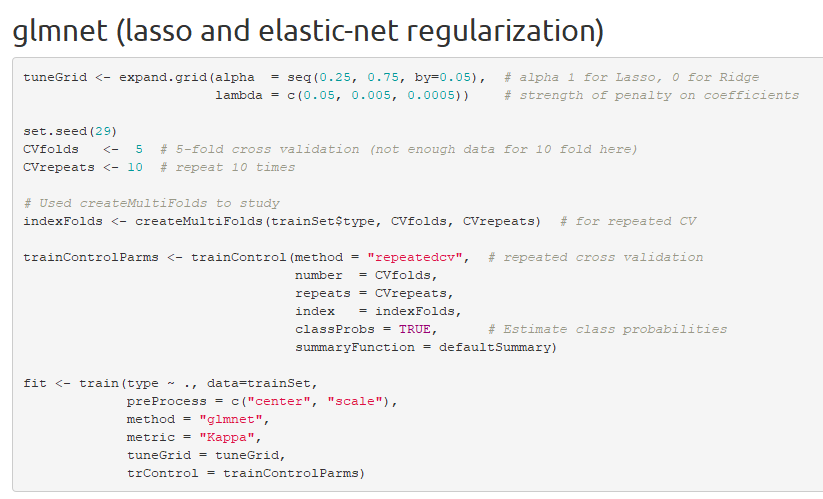 glmnet (lasso and elastic-net regularization)
tuneGrid <- expand.grid(alpha  = seq(0.25, 0.75, by=0.05),  # alpha 1 for Lasso, 0 for Ridge
                        lambda = c(0.05, 0.005, 0.0005))    # strength of penalty on coefficients
set.seed(29)
CVfolds   <-  5  # 5-fold cross validation (not enough data for 10 fold here)
CVrepeats <- 10  # repeat 10 times
# Used createMultiFolds to study
indexFolds <- createMultiFolds(trainSet$type, CVfolds, CVrepeats)  # for repeated CV
trainControlParms <- trainControl(method = "repeatedcv",  # repeated cross validation
                                  number  = CVfolds,
                                  repeats = CVrepeats,
                                  index   = indexFolds,
                                  classProbs = TRUE,      # Estimate class probabilities
                                  summaryFunction = defaultSummary)
fit <- train(type ~ ., data=trainSet,
             preProcess = c("center", "scale"),
             method = "glmnet",
             metric = "Kappa",
             tuneGrid = tuneGrid,
             trControl = trainControlParms)